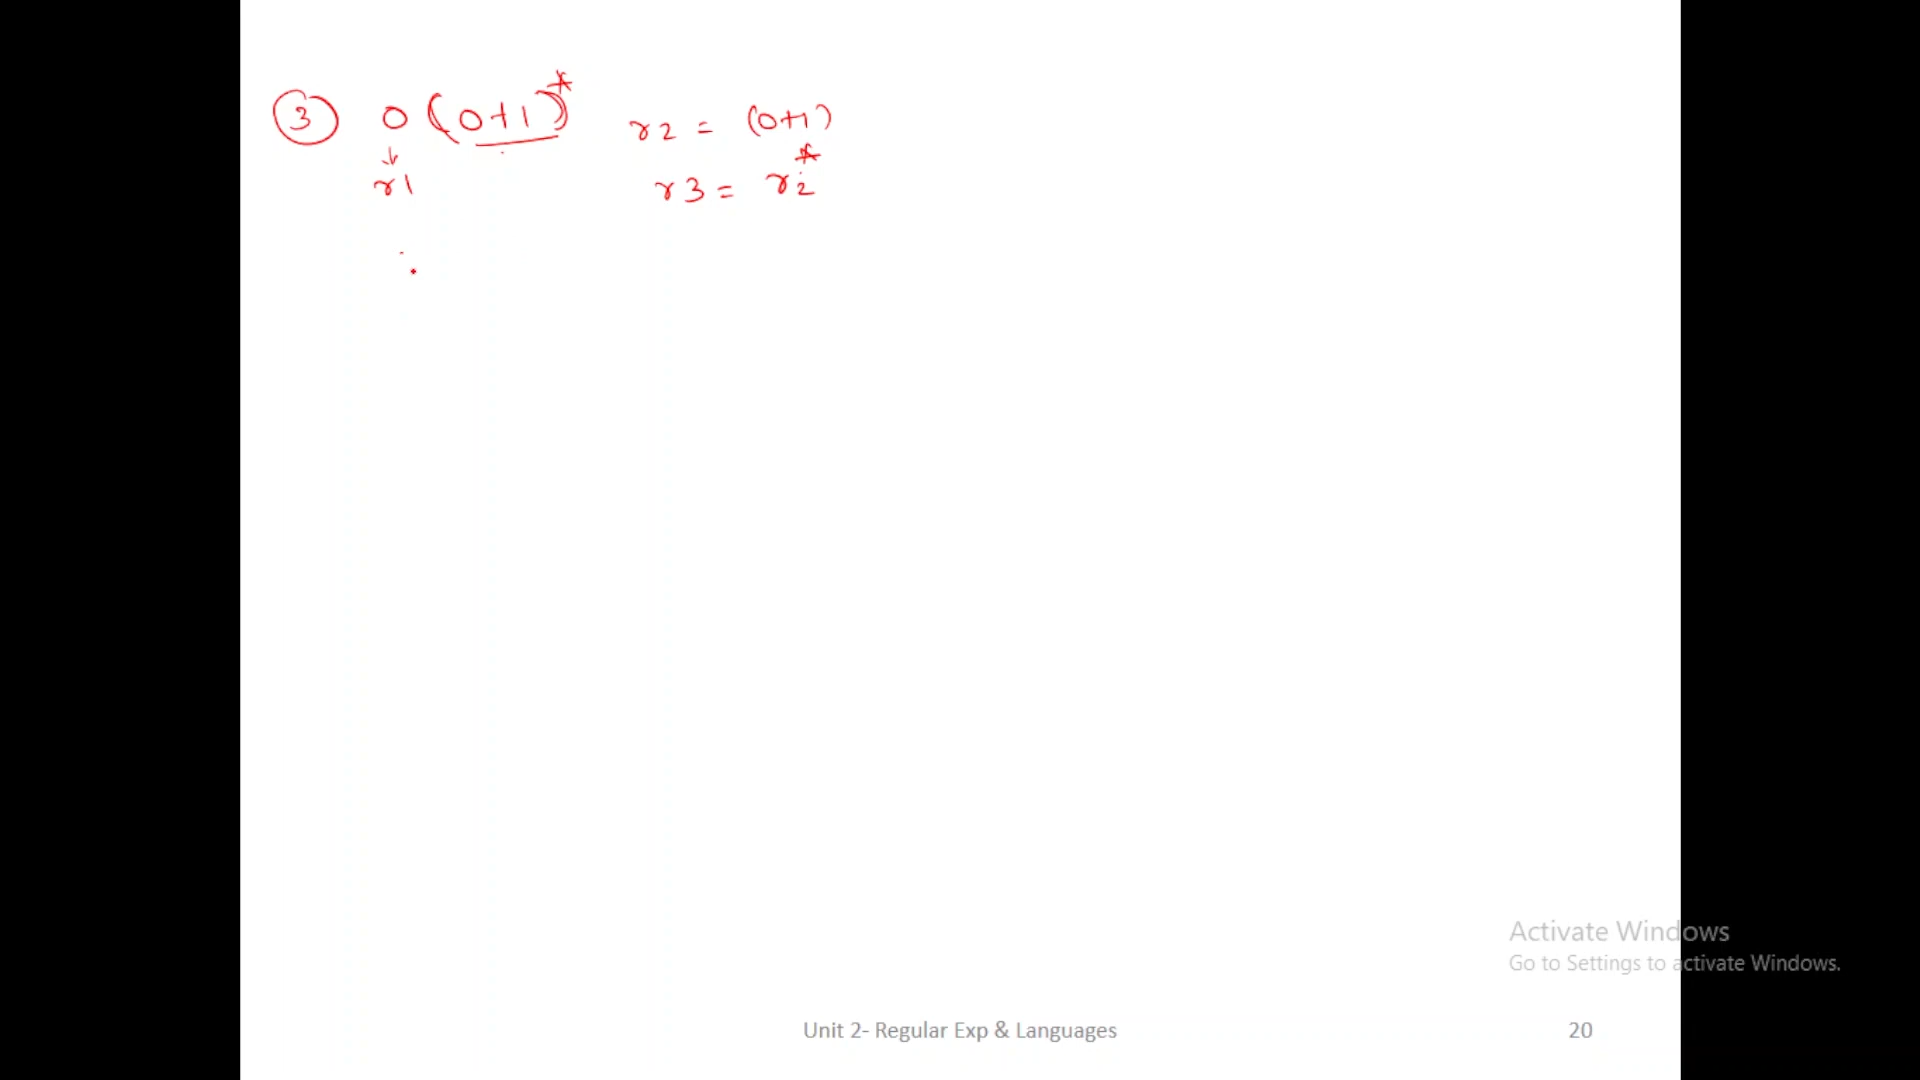 ③ 0 (0+1)* r2 = (0+1)
↓
r1 r3 = r2*
Activate Windows
Go to Settings to activate Windows.
Unit 2- Regular Exp & Languages 20